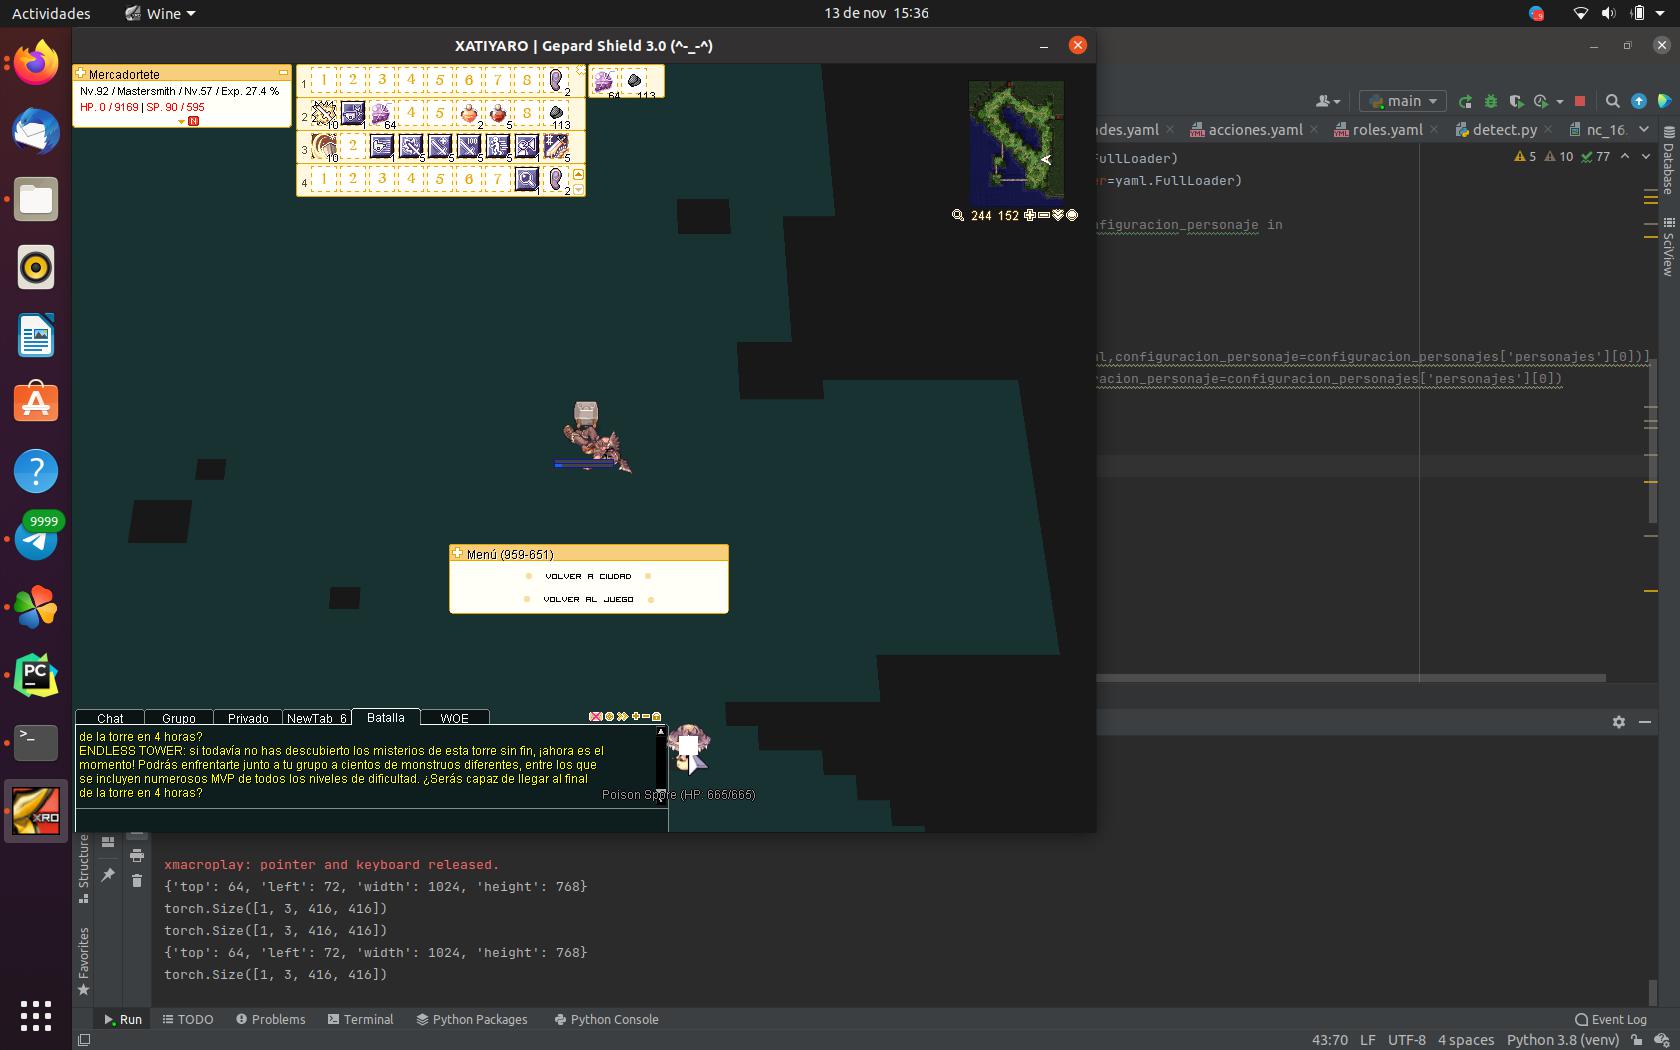 Actividades
Wine
13 de nov 15:36
XATIYARO | Gepard Shield 3.0 (^-_-^)
Mercadortete
Nv.92 / Mastersmith / Nv.57 / Exp. 27.4 %
HP. 0 / 9169 | SP. 90 / 595
N
1 1 2 3 4 5 6 7 8 2
64 113
2 10 1 64 4 5 2 5 8 113
3 10 2 1 5 5 5 5 1 5
4 1 2 3 4 5 6 7 1 2
244 152
main
des.yaml
acciones.yaml
roles.yaml
detect.py
nc_16.
FullLoader)
5 10 77
r=yaml.FullLoader)
figuracion_personaje in
l,configuracion_personaje=configuracion_personajes['personajes'][0])]
racion_personaje=configuracion_personajes['personajes'][0])
Database
SciView
9999
PC
XRO
Menú (959-651)
VOLVER A CIUDAD
VOLVER AL JUEGO
Chat Grupo Privado NewTab_6 Batalla WOE
de la torre en 4 horas?
ENDLESS TOWER: si todavía no has descubierto los misterios de esta torre sin fin, ¡ahora es el
momento! Podrás enfrentarte junto a tu grupo a cientos de monstruos diferentes, entre los que
se incluyen numerosos MVP de todos los niveles de dificultad. ¿Serás capaz de llegar al final
de la torre en 4 horas?
Poison Spore (HP: 665/665)
Structure
Favorites
xmacroplay: pointer and keyboard released.
{'top': 64, 'left': 72, 'width': 1024, 'height': 768}
torch.Size([1, 3, 416, 416])
torch.Size([1, 3, 416, 416])
{'top': 64, 'left': 72, 'width': 1024, 'height': 768}
torch.Size([1, 3, 416, 416])
Run TODO Problems Terminal Python Packages Python Console
Event Log
43:70 LF UTF-8 4 spaces Python 3.8 (venv)